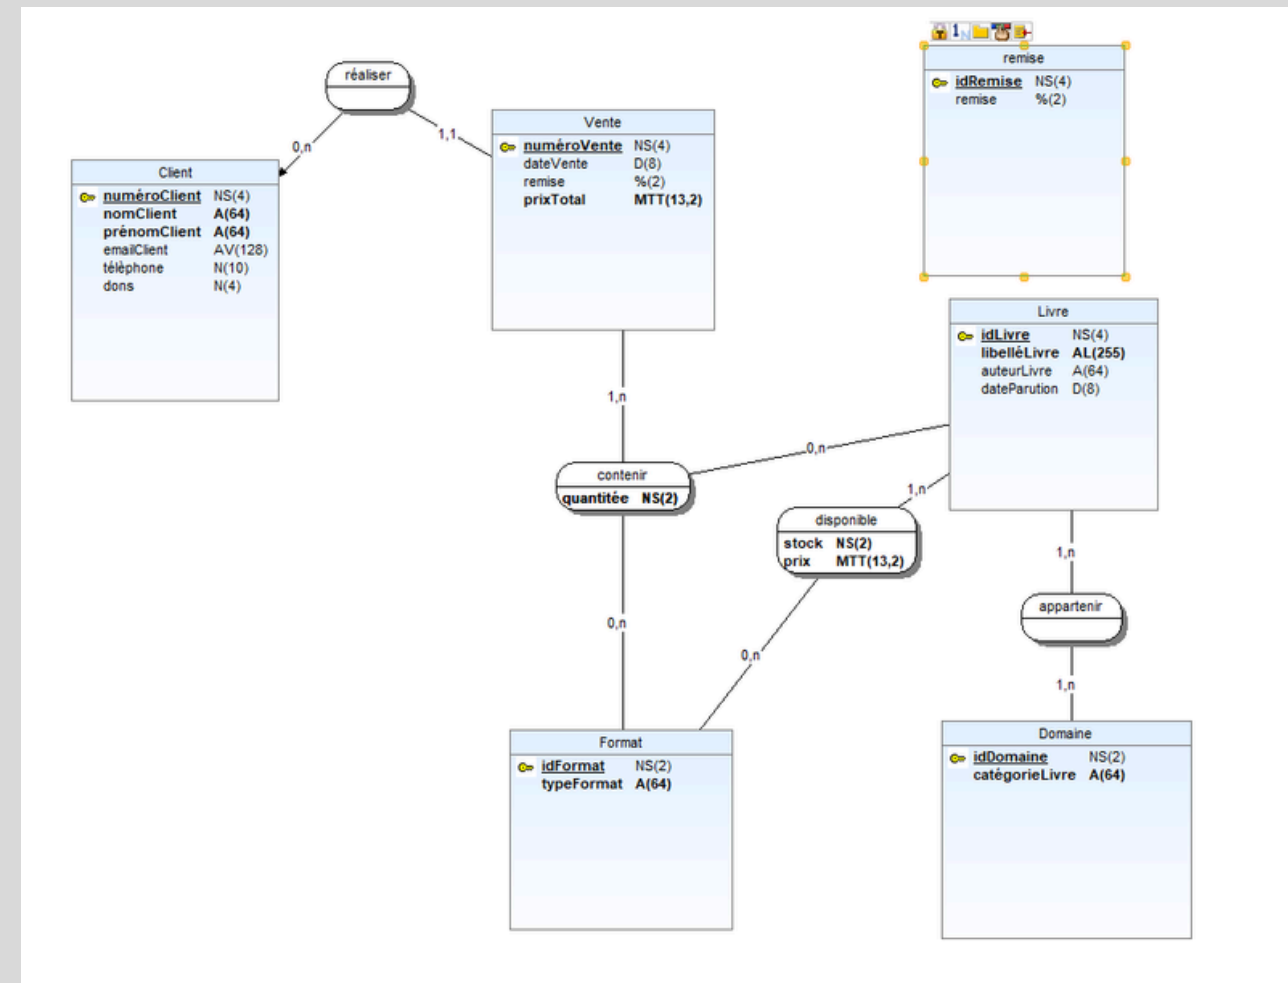 réaliser
0,n
1,1
Client
numéroClient NS(4)
nomClient A(64)
prénomClient A(64)
emailClient AV(128)
télèphone N(10)
dons N(4)
Vente
numéroVente NS(4)
dateVente D(8)
remise %(2)
prixTotal MTT(13,2)
remise
idRemise NS(4)
remise %(2)
Livre
idLivre NS(4)
libelléLivre AL(255)
auteurLivre A(64)
dateParution D(8)
1,n
0,n
contenir
quantitée NS(2)
1,n
disponible
stock NS(2)
prix MTT(13,2)
1,n
appartenir
0,n
0,n
1,n
Format
idFormat NS(2)
typeFormat A(64)
Domaine
idDomaine NS(2)
catégorieLivre A(64)